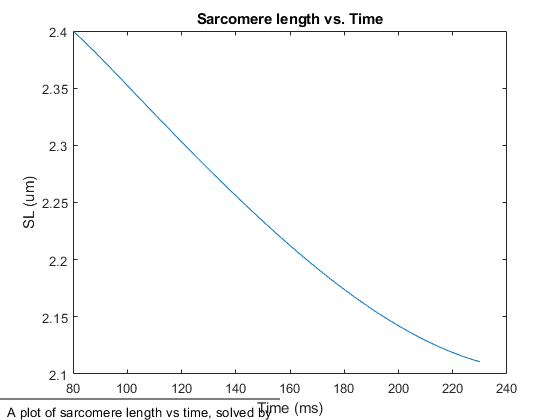 Sarcomere length vs. Time
2.4
2.35
2.3
2.25
2.2
2.15
2.1
SL (um)
80 100 120 140 160 180 200 220 240
Time (ms)
A plot of sarcomere length vs time, solved by